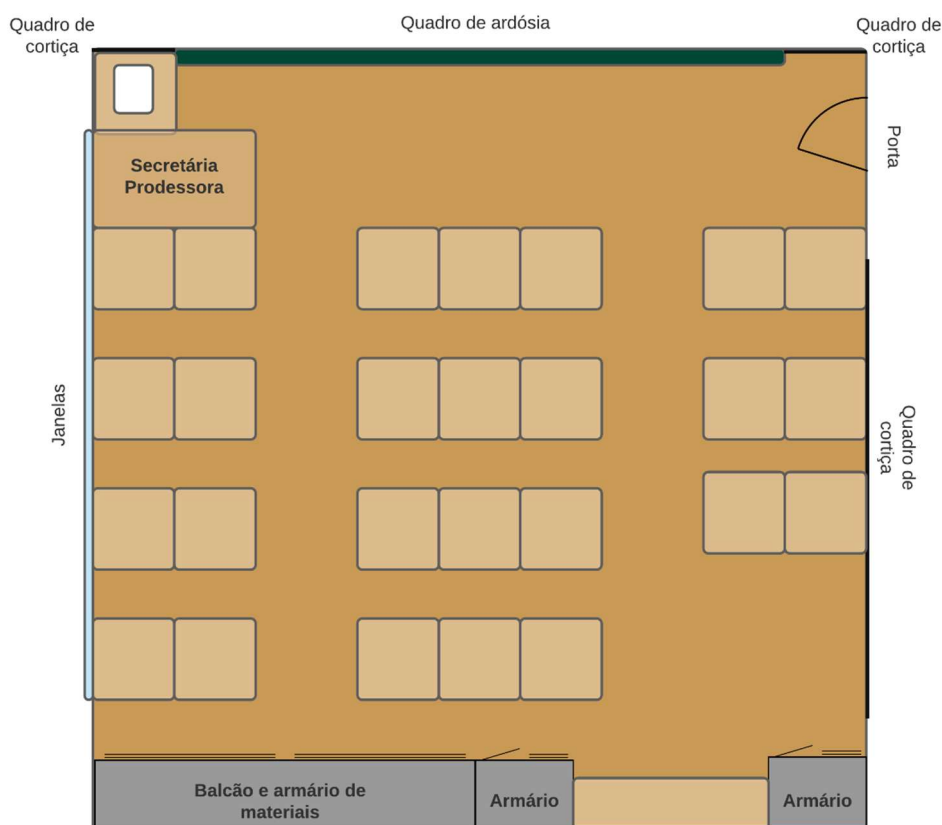 Quadro de
cortiça
Quadro de ardósia
Quadro de
cortiça
Porta
Secretária
Prodessora
Janelas
Quadro de
cortiça
Balcão e armário de
materiais
Armário
Armário